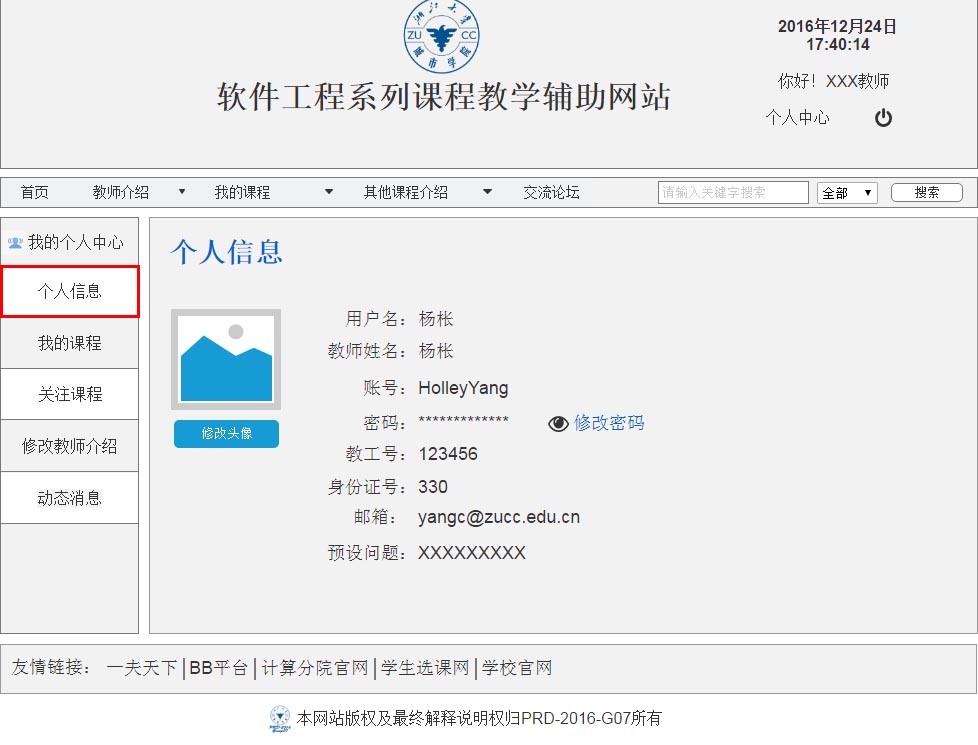 浙江大学
ZU CC
城市学院
2016年12月24日
17:40:14
软件工程系列课程教学辅助网站
你好！XXX教师
个人中心
首页 教师介绍 ▼ 我的课程 ▼ 其他课程介绍 ▼ 交流论坛 请输入关键字搜索 全部 ▼ 搜索
我的个人中心
个人信息
我的课程
关注课程
修改教师介绍
动态消息
个人信息
修改头像
用户名：杨枨
教师姓名：杨枨
账号：HolleyYang
密码：************* 修改密码
教工号：123456
身份证号：330
邮箱：yangc@zucc.edu.cn
预设问题：XXXXXXXXX
友情链接： 一夫天下|BB平台|计算分院官网|学生选课网|学校官网
本网站版权及最终解释说明权归PRD-2016-G07所有